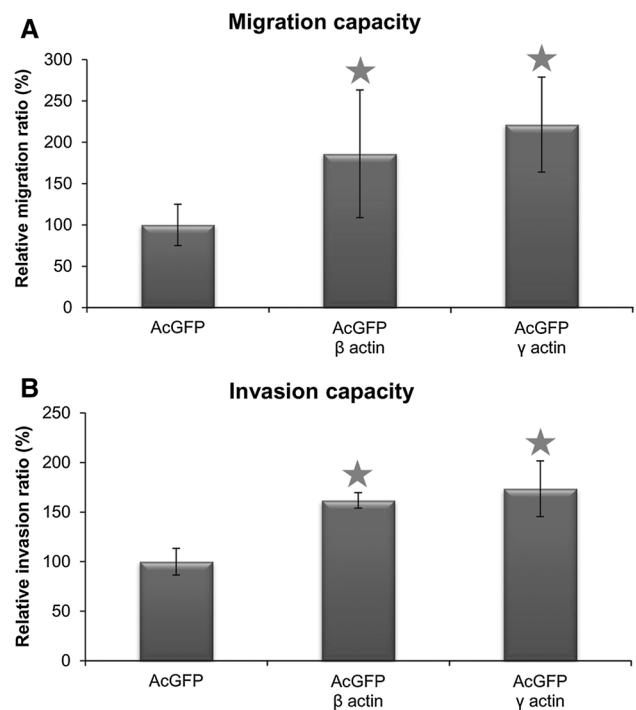 A
Migration capacity
Relative migration ratio (%)
300
250
200
150
100
50
0
AcGFP
AcGFP
β actin
AcGFP
γ actin
B
Invasion capacity
Relative invasion ratio (%)
250
200
150
100
50
0
AcGFP
AcGFP
β actin
AcGFP
γ actin